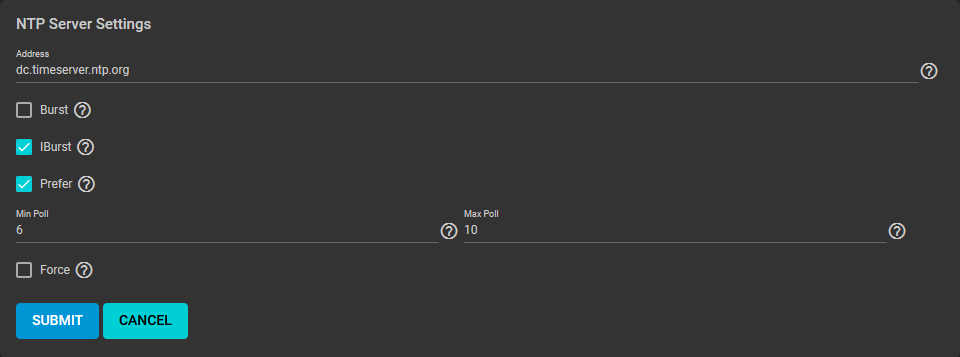 NTP Server Settings
Address
dc.timeserver.ntp.org
Burst
IBurst
Prefer
Min Poll Max Poll
6 10
Force
SUBMIT CANCEL